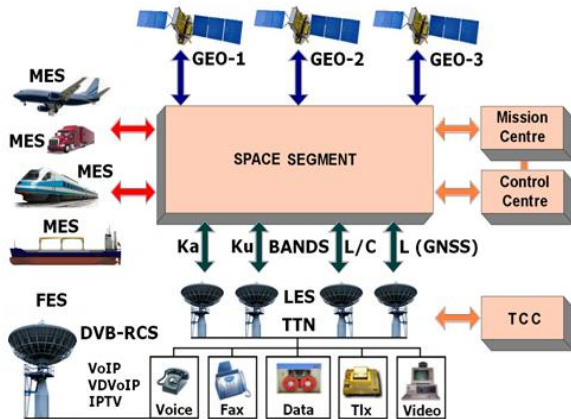 GEO-1 GEO-2 GEO-3
MES
MES
MES
MES
SPACE SEGMENT
Mission
Centre
Control
Centre
Ka Ku BANDS L/C L (GNSS)
FES
LES
TTN
DVB-RCS
TCC
VoIP
VDVoIP
IPTV
Voice Fax Data Tlx Video